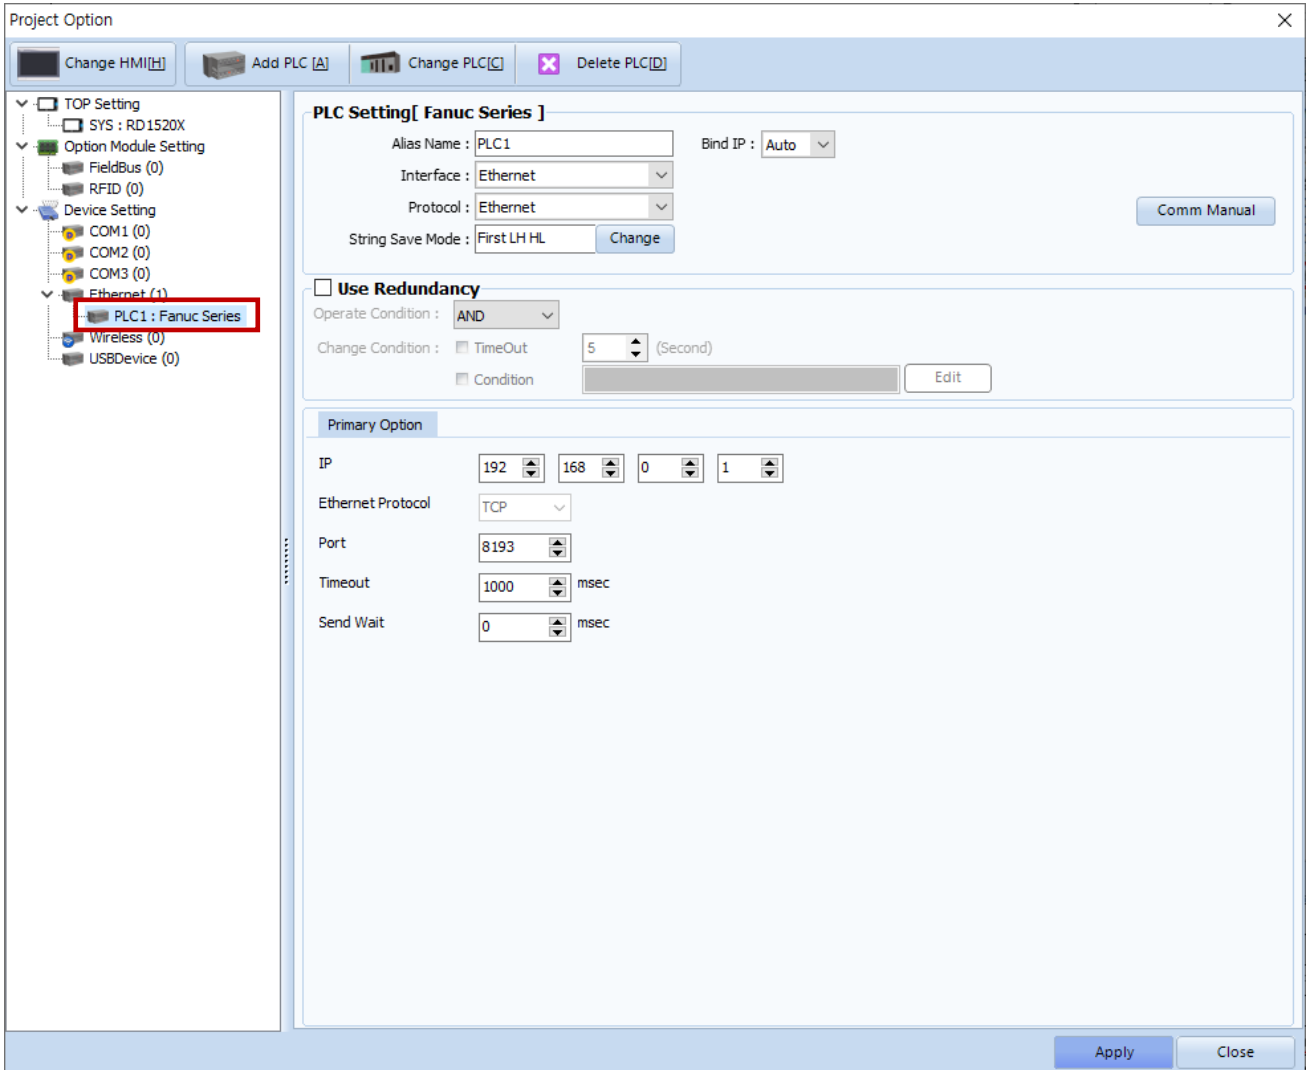 Project Option
Change HMI[H]
Add PLC [A]
Change PLC[C]
Delete PLC[D]
TOP Setting
SYS : RD1520X
Option Module Setting
FieldBus (0)
RFID (0)
Device Setting
COM1 (0)
COM2 (0)
COM3 (0)
Ethernet (1)
PLC1 : Fanuc Series
Wireless (0)
USBDevice (0)
PLC Setting[ Fanuc Series ]
Alias Name : PLC1
Bind IP : Auto
Interface : Ethernet
Protocol : Ethernet
Comm Manual
String Save Mode : First LH HL Change
Use Redundancy
Operate Condition : AND
Change Condition : TimeOut 5 (Second)
Condition Edit
Primary Option
IP 192 168 0 1
Ethernet Protocol TCP
Port 8193
Timeout 1000 msec
Send Wait 0 msec
Apply
Close